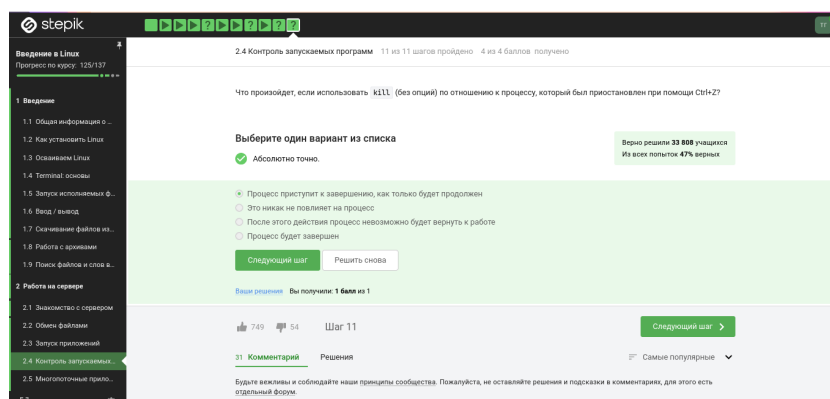 stepik
ТГ
Введение в Linux
Прогресс по курсу: 125/137
1 Введение
1.1 Общая информация о ...
1.2 Как установить Linux
1.3 Осваиваем Linux
1.4 Terminal: основы
1.5 Запуск исполняемых ф...
1.6 Ввод / вывод
1.7 Скачивание файлов из...
1.8 Работа с архивами
1.9 Поиск файлов и слов в...
2 Работа на сервере
2.1 Знакомство с сервером
2.2 Обмен файлами
2.3 Запуск приложений
2.4 Контроль запускаемых...
2.5 Многопоточные прило...
2.4 Контроль запускаемых программ 11 из 11 шагов пройдено 4 из 4 баллов получено
Что произойдет, если использовать kill (без опций) по отношению к процессу, который был приостановлен при помощи Ctrl+Z?
Выберите один вариант из списка
Абсолютно точно.
Верно решили 33 808 учащихся
Из всех попыток 47% верных
Процесс приступит к завершению, как только будет продолжен
Это никак не повлияет на процесс
После этого действия процесс невозможно будет вернуть к работе
Процесс будет завершен
Следующий шаг Решить снова
Ваши решения Вы получили: 1 балл из 1
749 54 Шаг 11
Следующий шаг
31 Комментарий Решения
Самые популярные
Будьте вежливы и соблюдайте наши принципы сообщества. Пожалуйста, не оставляйте решения и подсказки в комментариях, для этого есть
отдельный форум.